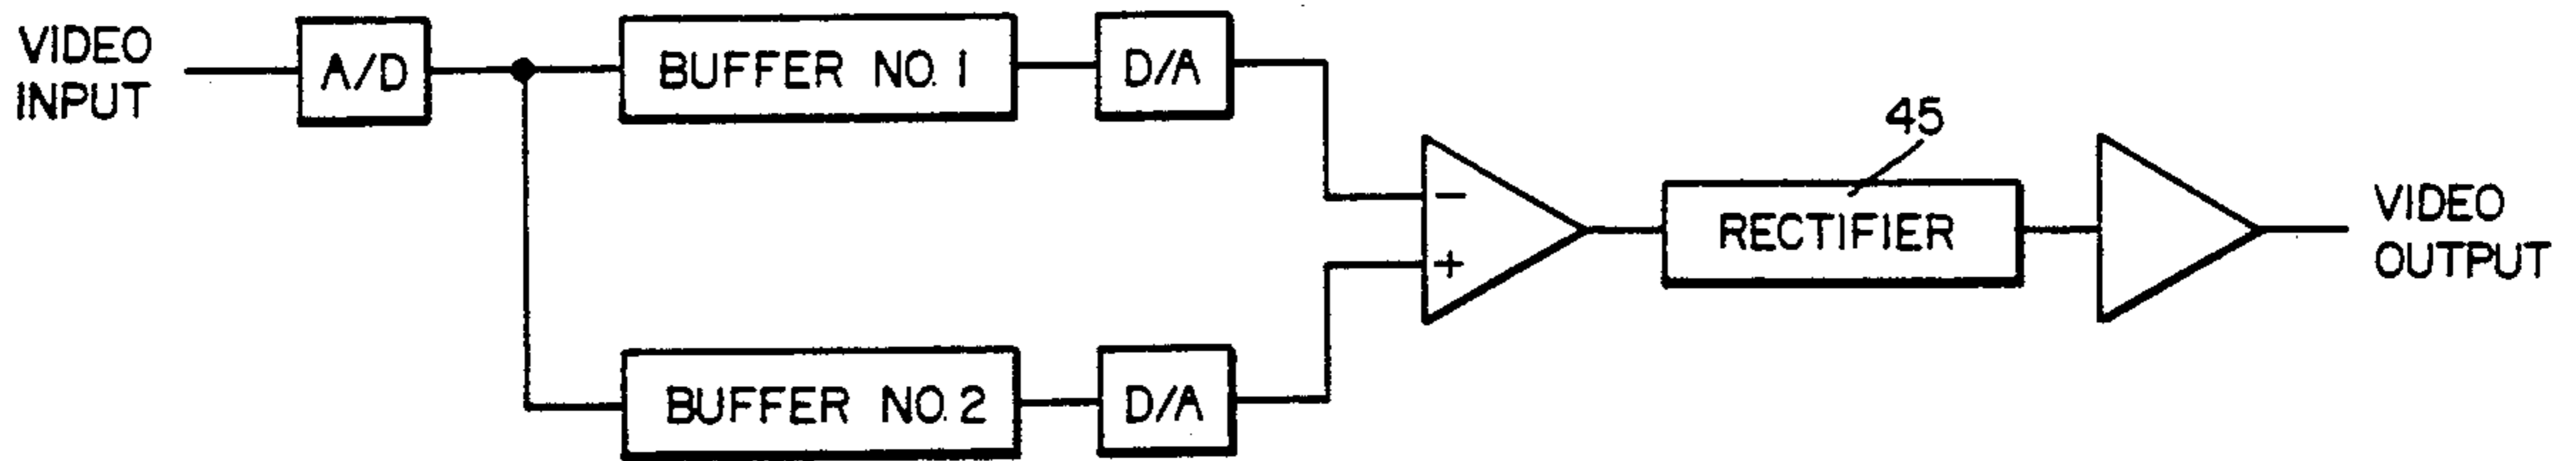 VIDEO
INPUT
A/D
BUFFER NO. 1
D/A
BUFFER NO. 2
D/A
−
+
45
RECTIFIER
VIDEO
OUTPUT